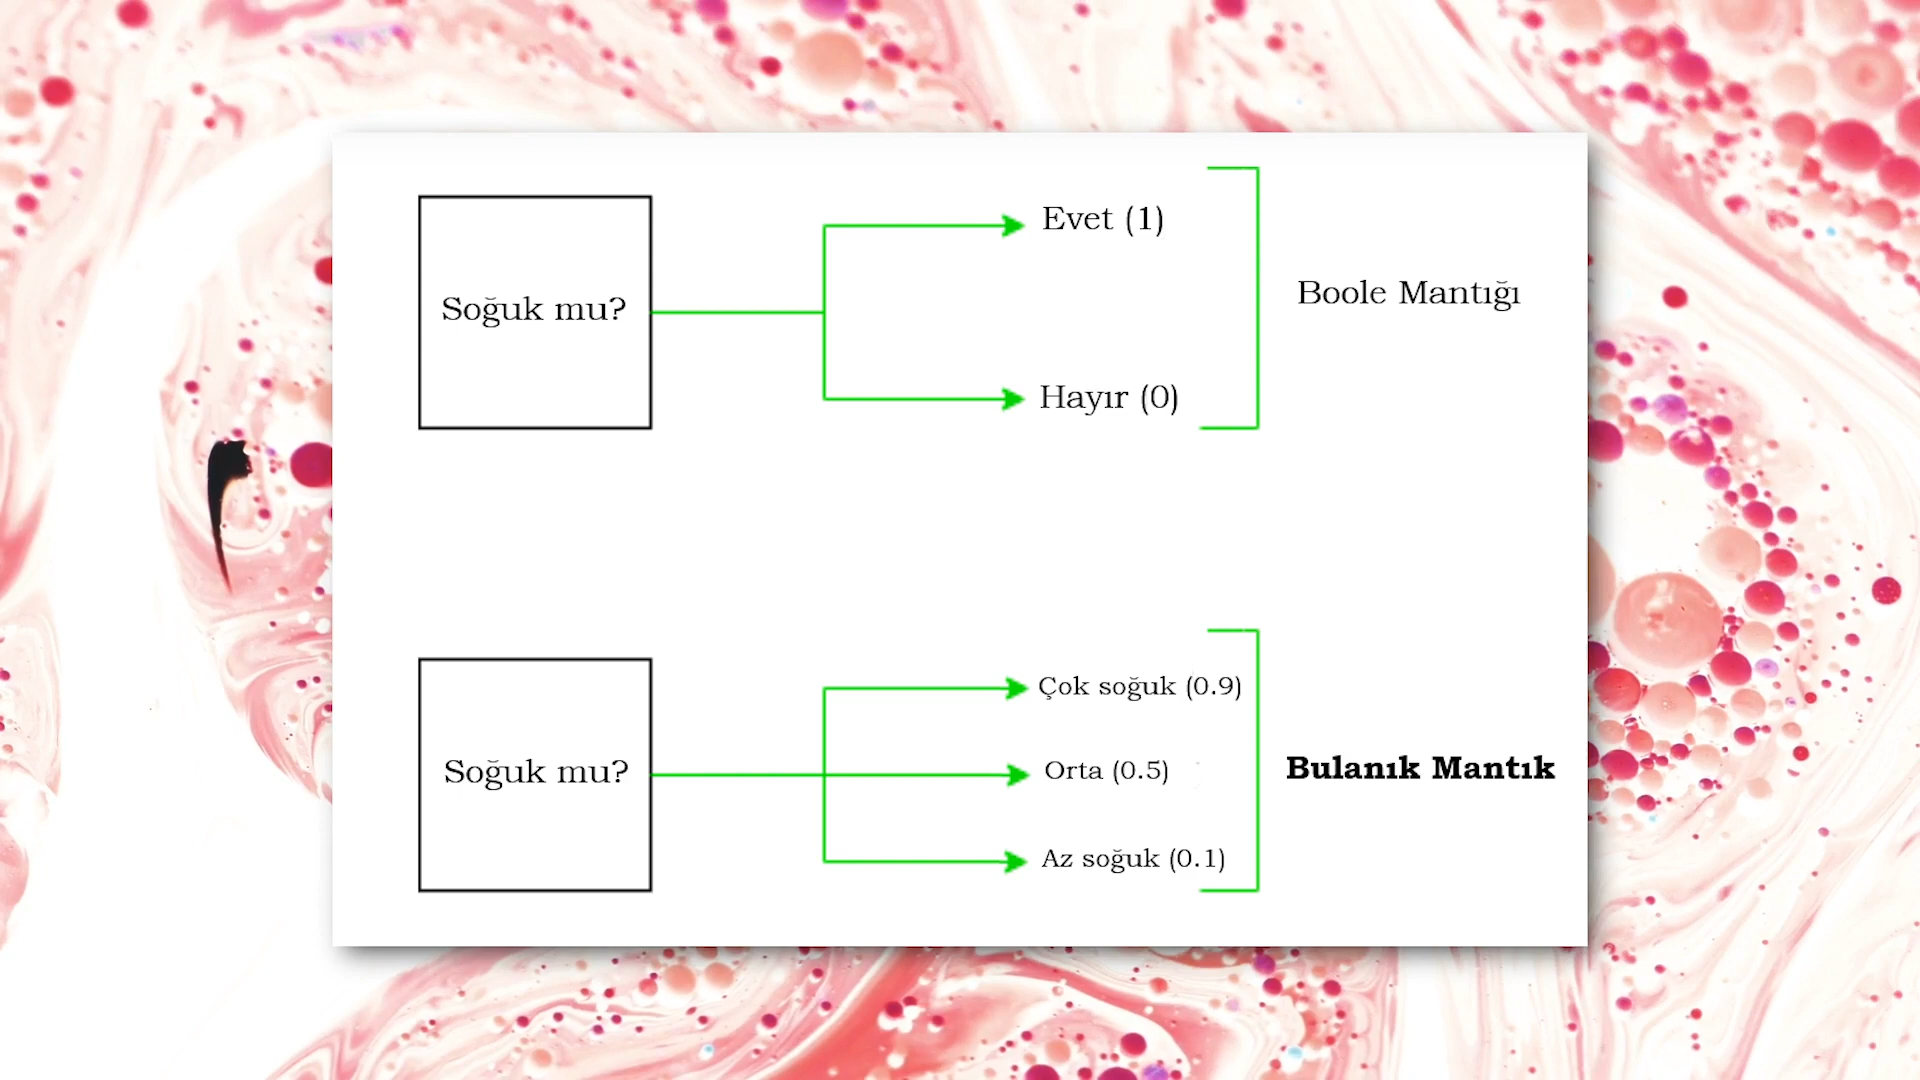 Soğuk mu?
Evet (1)
Hayır (0)
Boole Mantığı
Soğuk mu?
Çok soğuk (0.9)
Orta (0.5)
Az soğuk (0.1)
Bulanık Mantık